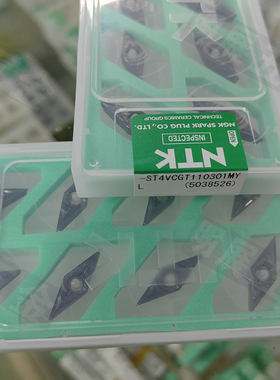 NGK SPARK PLUG CO., LTD.
TECHNICAL CERAMICS GROUP
INSPECTED
NTK
-ST4VCGT110301MY
L (5038526)